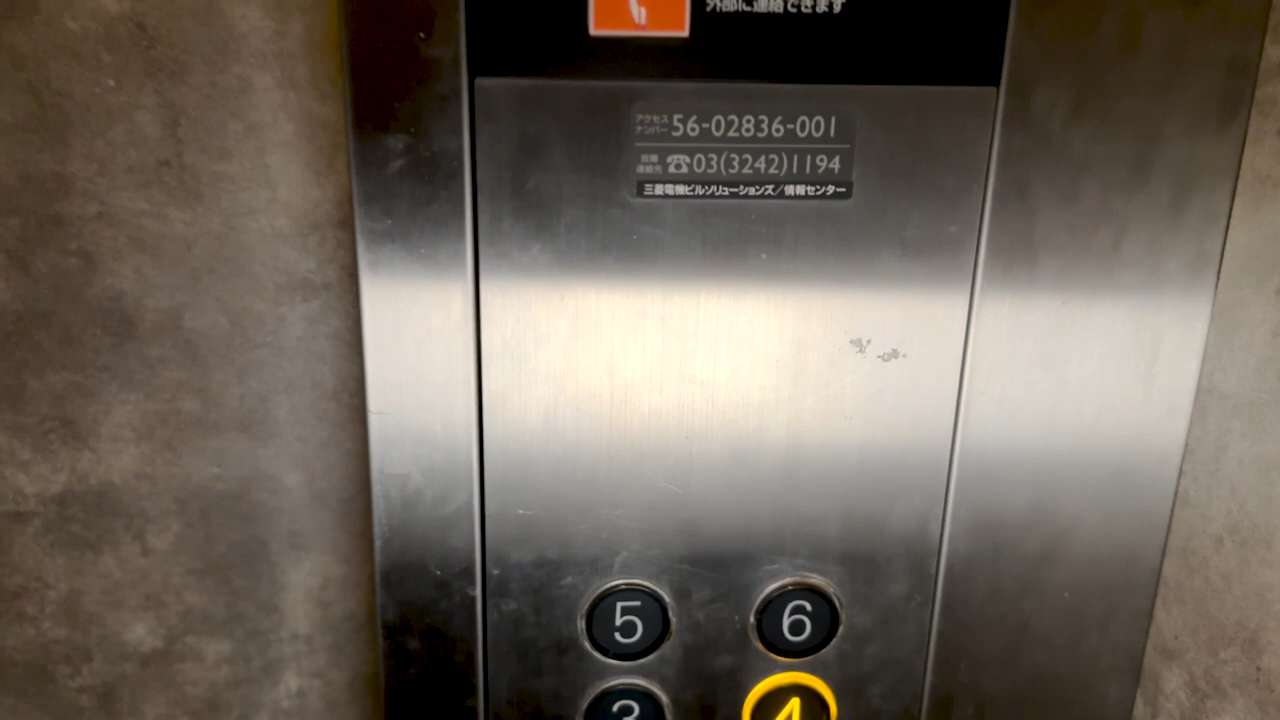 外部に連絡できます
アクセス
ナンバー 56-02836-001
故障
連絡先 ☎03(3242)1194
三菱電機ビルソリューションズ／情報センター
5 6
3 4